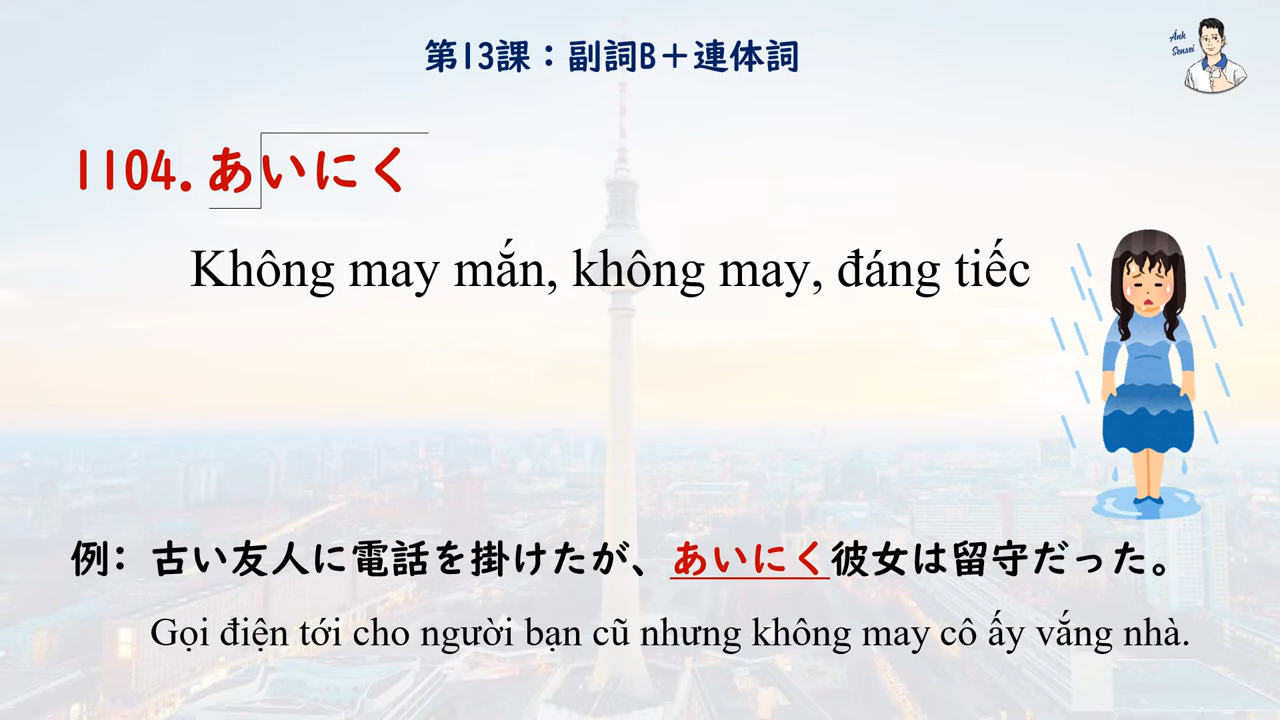 第13課：副詞B＋連体詞
Ánh
Sensei
1104.あいにく
Không may mắn, không may, đáng tiếc
例：古い友人に電話を掛けたが、あいにく彼女は留守だった。
Gọi điện tới cho người bạn cũ nhưng không may cô ấy vắng nhà.